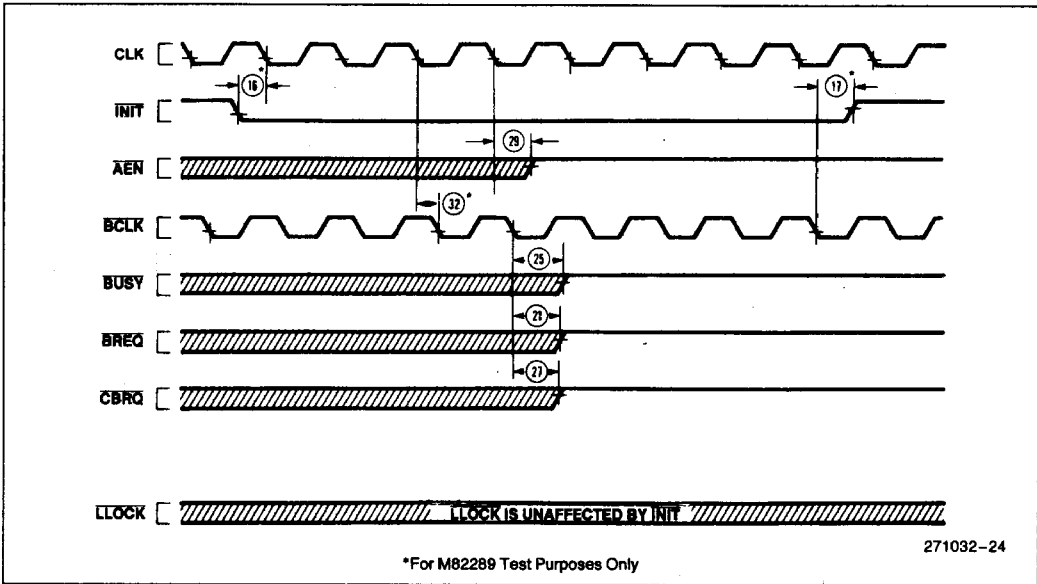 CLK
16*
17*
INIT
29
AEN
32*
BCLK
25
BUSY
28
BREQ
27
CBRQ
LLOCK LLOCK IS UNAFFECTED BY INIT
271032-24
*For M82289 Test Purposes Only